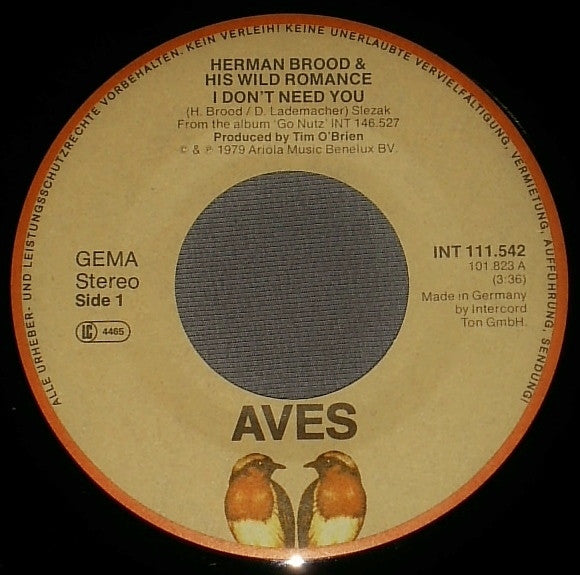 ALLE URHEBER- UND LEISTUNGSSCHUTZRECHTE VORBEHALTEN. KEIN VERLEIH! KEINE UNERLAUBTE VERVIELFÄLTIGUNG, VERMIETUNG, AUFFÜHRUNG, SENDUNG!
HERMAN BROOD &
HIS WILD ROMANCE
I DON'T NEED YOU
(H. Brood / D. Lademacher) Slezak
From the album 'Go Nutz' INT 146.527
Produced by Tim O'Brien
© & ℗ 1979 Ariola Music Benelux BV.
GEMA
Stereo
Side 1
LC 4465
INT 111.542
101.823 A
(3:36)
Made in Germany
by Intercord
Ton GmbH.
AVES